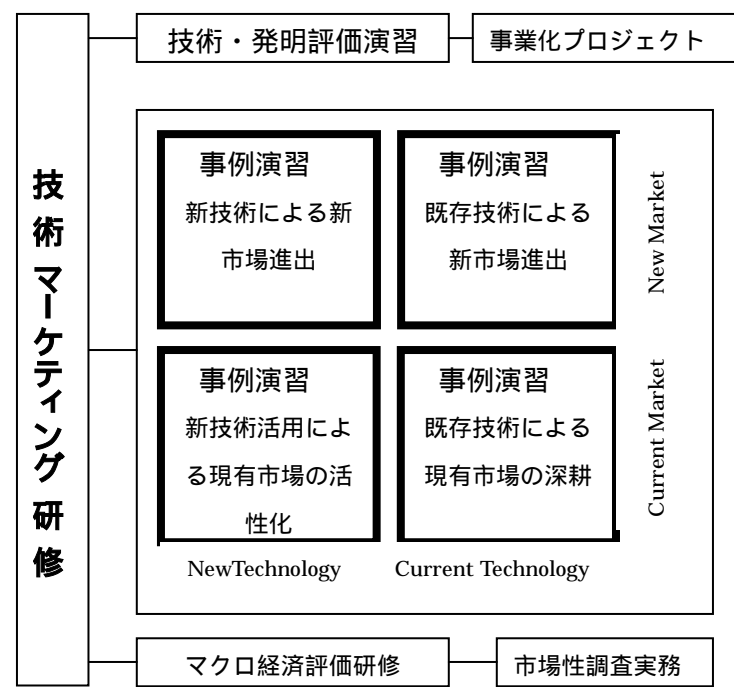 技術・発明評価演習
事業化プロジェクト
技術マーケティング研修
事例演習
新技術による新
市場進出
事例演習
既存技術による
新市場進出
New Market
事例演習
新技術活用によ
る現有市場の活
性化
事例演習
既存技術による
現有市場の深耕
Current Market
NewTechnology
Current Technology
マクロ経済評価研修
市場性調査実務